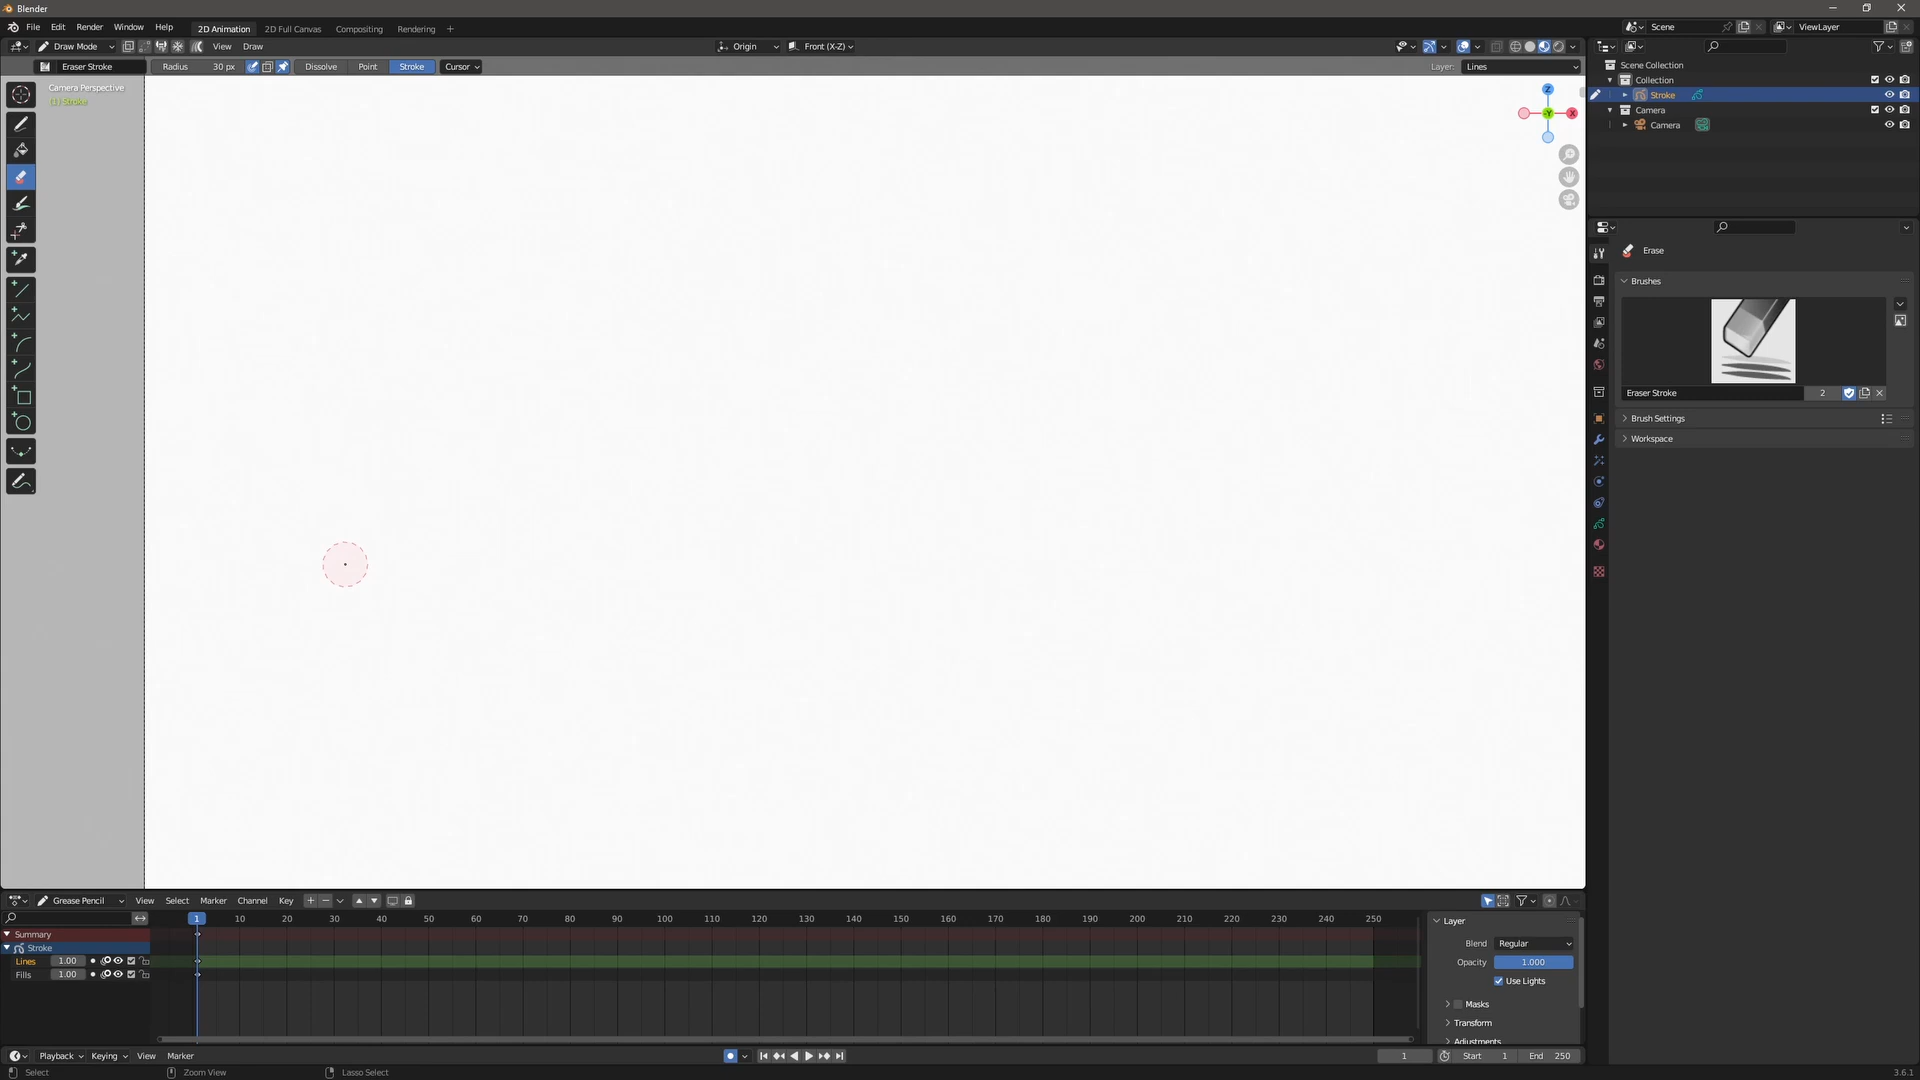 Blender
File Edit Render Window Help 2D Animation 2D Full Canvas Compositing Rendering + Scene ViewLayer
Draw Mode View Draw Origin Front (X-Z)
Eraser Stroke Radius 30 px Dissolve Point Stroke Cursor Layer: Lines
Camera Perspective
(1) Stroke
Z
Y
X
Scene Collection
Collection
Stroke
Camera
Camera
Erase
Brushes
Eraser Stroke 2
Brush Settings
Workspace
Grease Pencil View Select Marker Channel Key
1 10 20 30 40 50 60 70 80 90 100 110 120 130 140 150 160 170 180 190 200 210 220 230 240 250
Summary
Stroke
Lines 1.00
Fills 1.00
Layer
Blend Regular
Opacity 1.000
Use Lights
Masks
Transform
Adjustments
Playback Keying View Marker 1 Start 1 End 250
Select Zoom View Lasso Select 3.6.1